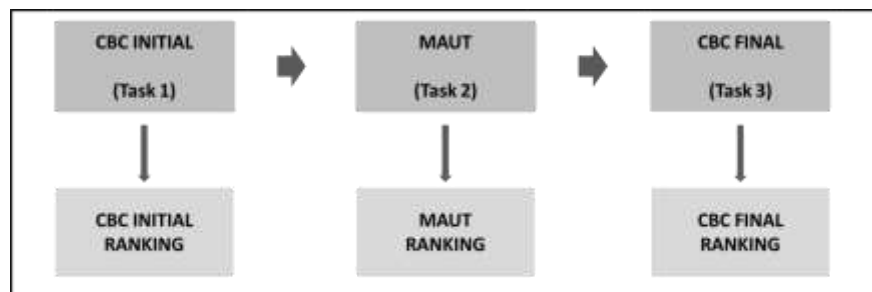 CBC INITIAL
(Task 1)
MAUT
(Task 2)
CBC FINAL
(Task 3)
CBC INITIAL
RANKING
MAUT
RANKING
CBC FINAL
RANKING